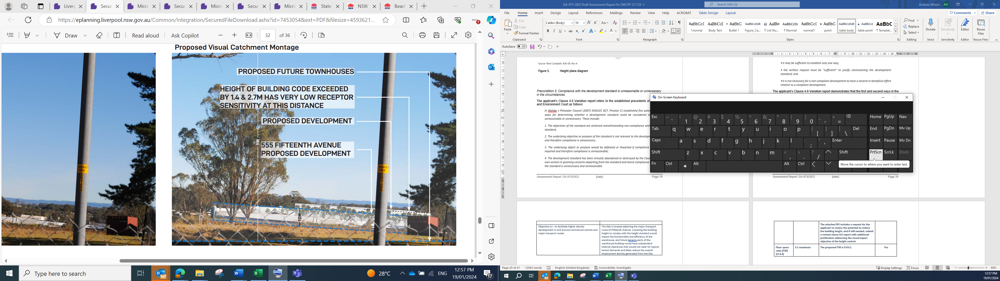 Liverp
Secur
Micro
Secur
Micro
Secur
Micro
State
NSW
Beach
https://eplanning.liverpool.nsw.gov.au/Common/Integration/SecuredFileDownload.ashx?id=7453054&ext=PDF&filesize=4593621...
Draw
Read aloud
Ask Copilot
32 of 36
Proposed Visual Catchment Montage
PROPOSED FUTURE TOWNHOUSES
HEIGHT OF BUILDING CODE EXCEEDED
BY 1.4 & 2.7M HAS VERY LOW RECEPTOR
SENSITIVITY AT THIS DISTANCE
PROPOSED DEVELOPMENT
9M
555 FIFTEENTH AVENUE
PROPOSED DEVELOPMENT
10M
PRIVATE
POLE
PRIVATE
POLE
Type here to search
28°C
ENG
12:57 PM
19/01/2024
17
DA-975-2022 Draft Assessment Report for SWCPP 211123
Search (Alt+Q)
Andrew Wilson
AW
File Home Insert Design Layout References Mailings Review View Help ACROBAT Table Design Layout
Comments
Share
Paste
Cut
Copy
Format Painter
Calibri (Body)
10
AaBbCcI
1normal
AaBbCcI
Body Text
AaBbC
Bullet 1
AaBbCcDdE
Figure_Ca...
a) AaBbI
¶ List Nu...
AaBbCcDc
¶ Normal
AaBbCcI
normal1
AaBbC
point
AaBbCcDdE
table body
AaBbCcI
¶ table point
AaBbC
¶ Templat...
Find
Replace
Select
Dictate
Sensitivity
Editor
Reuse
Files
Clipboard
Font
Paragraph
Styles
Editing
Voice
Sensitivity
Editor
Reuse Files
AutoSave
Off
Source: Reid Campbell, ASK-09, Rev A
Figure 5. Height plane diagram
Precondition 2: Compliance with the development standard is unreasonable or unnecessary
in the circumstances.
The applicant's Clause 4.6 Variation report refers to the established precedents of
and Environment Court as follows:
In Wehbe v Pittwater Council (2007) NSWLEC 827, Preston CJ established five poten
ways for determining whether a development standard could be considered to
unreasonable or unnecessary. These include:
1. The objectives of the standard are achieved notwithstanding non-compliance with
standard;
2. The underlying objective or purpose of the standard is not relevant to the developm
and therefore compliance is unnecessary;
3. The underlying object or purpose would be defeated or thwarted if compliance
required and therefore compliance is unreasonable;
4. The development standard has been virtually abandoned or destroyed by the Coun
own actions in granting consents departing from the standard and hence compliance
the standard is unnecessary and unreasonable.
Assessment Report: DA-975/2022 [date] Page 19
• it may be sufficient to establish only one way;
• the written request must be "sufficient" to justify contravening the development
standard; and
• it is not necessary for a non-compliant development to have a neutral or beneficial effect
relative to a compliant development.
The applicant's Clause 4.6 Variation report demonstrates that the first and second ways in the
On-Screen Keyboard
Esc ~ ` ! 1 @ 2 # 3 $ 4 % 5 ^ 6 & 7 * 8 ( 9 ) 0 _ - + = Home PgUp Nav
Tab q w e r t y u i o p { [ } ] | \ Del End PgDn Mv Up
Caps a s d f g h j k l : ; " ' Enter Insert Pause Mv Dn
Shift z x c v b n m < , > . ? / Shift PrtScn ScrLk Dock
Fn Ctrl Alt Alt Ctrl
Move the cursor to where you want to enter text.
Assessment Report: DA-975/2022 [date] Page 20
Objective (c) - to facilitate higher density
development in and around commercial centres and
major transport routes
The Site is located adjoining the major transport
route of Fifteenth Avenue. Lowering the building
height to comply with the height standard would
impact the functionality and efficiency of the
warehouse, and future tenants parts of the
warehouse building would have substandard
internal clearances that would not cater for typical
tenant demands and likely reduce the overall
employment density generated from the Site.
The attached RFI includes a request for the
applicant to review the potential to reduce
the building height, and if still needed, submit
a revised clause 4.6 report with additional
justification addressing the visual impact
objective of the height control.
Floor space
ratio (FSR)
(Cl 4.4)
1:1 maximum
The proposed FSR is 0.43:1.
Yes
Page 20 of 41 12043 words English (United Kingdom) Accessibility: Investigate
Display Settings Focus 80%
12:57 PM
19/01/2024